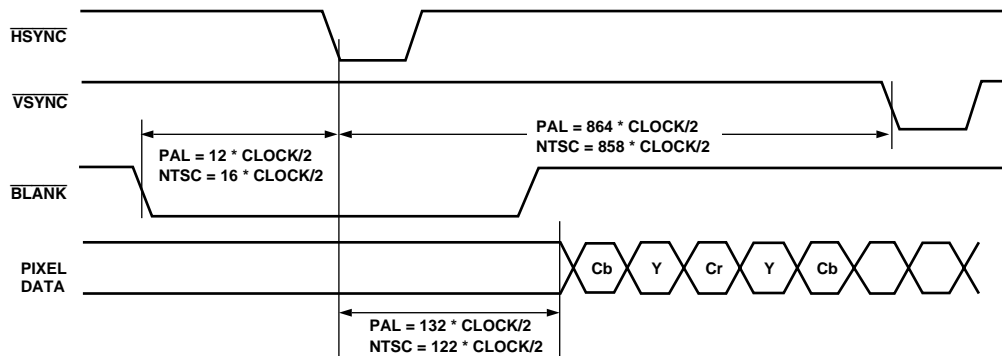 HSYNC
VSYNC
PAL = 864 * CLOCK/2
NTSC = 858 * CLOCK/2
PAL = 12 * CLOCK/2
NTSC = 16 * CLOCK/2
BLANK
PIXEL
DATA
Cb Y Cr Y Cb
PAL = 132 * CLOCK/2
NTSC = 122 * CLOCK/2